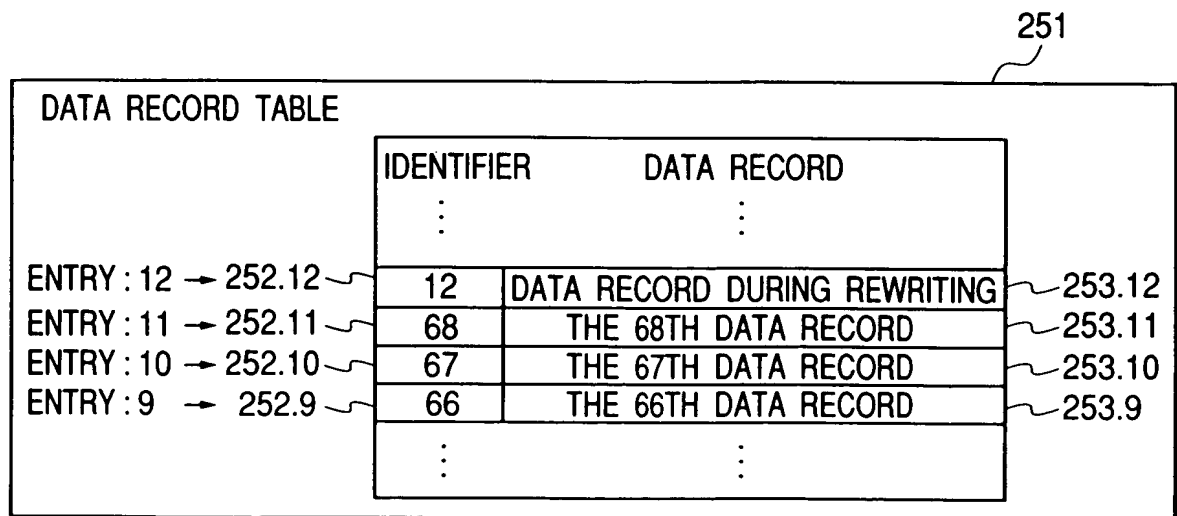 251
DATA RECORD TABLE
IDENTIFIER DATA RECORD
⋮ ⋮
ENTRY : 12 → 252.12 12 DATA RECORD DURING REWRITING 253.12
ENTRY : 11 → 252.11 68 THE 68TH DATA RECORD 253.11
ENTRY : 10 → 252.10 67 THE 67TH DATA RECORD 253.10
ENTRY : 9 → 252.9 66 THE 66TH DATA RECORD 253.9
⋮ ⋮